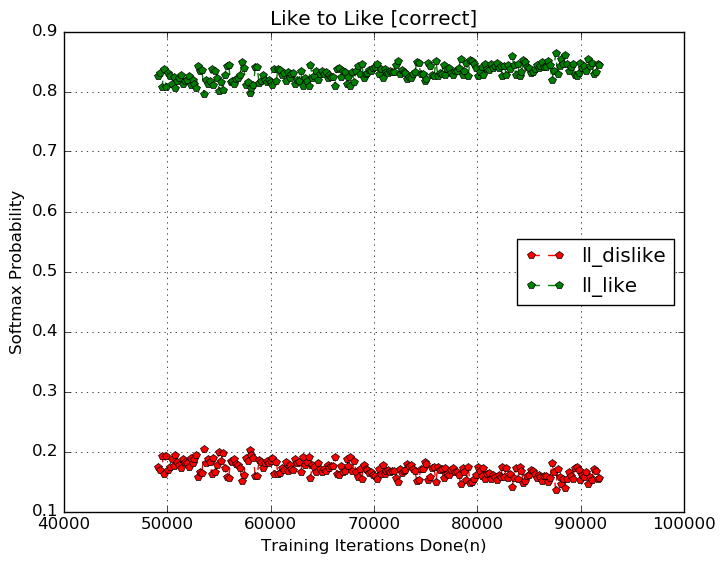 Like to Like [correct]
0.9
0.8
0.7
0.6
0.5
0.4
0.3
0.2
0.1
Softmax Probability
ll_dislike
ll_like
40000 50000 60000 70000 80000 90000 100000
Training Iterations Done(n)